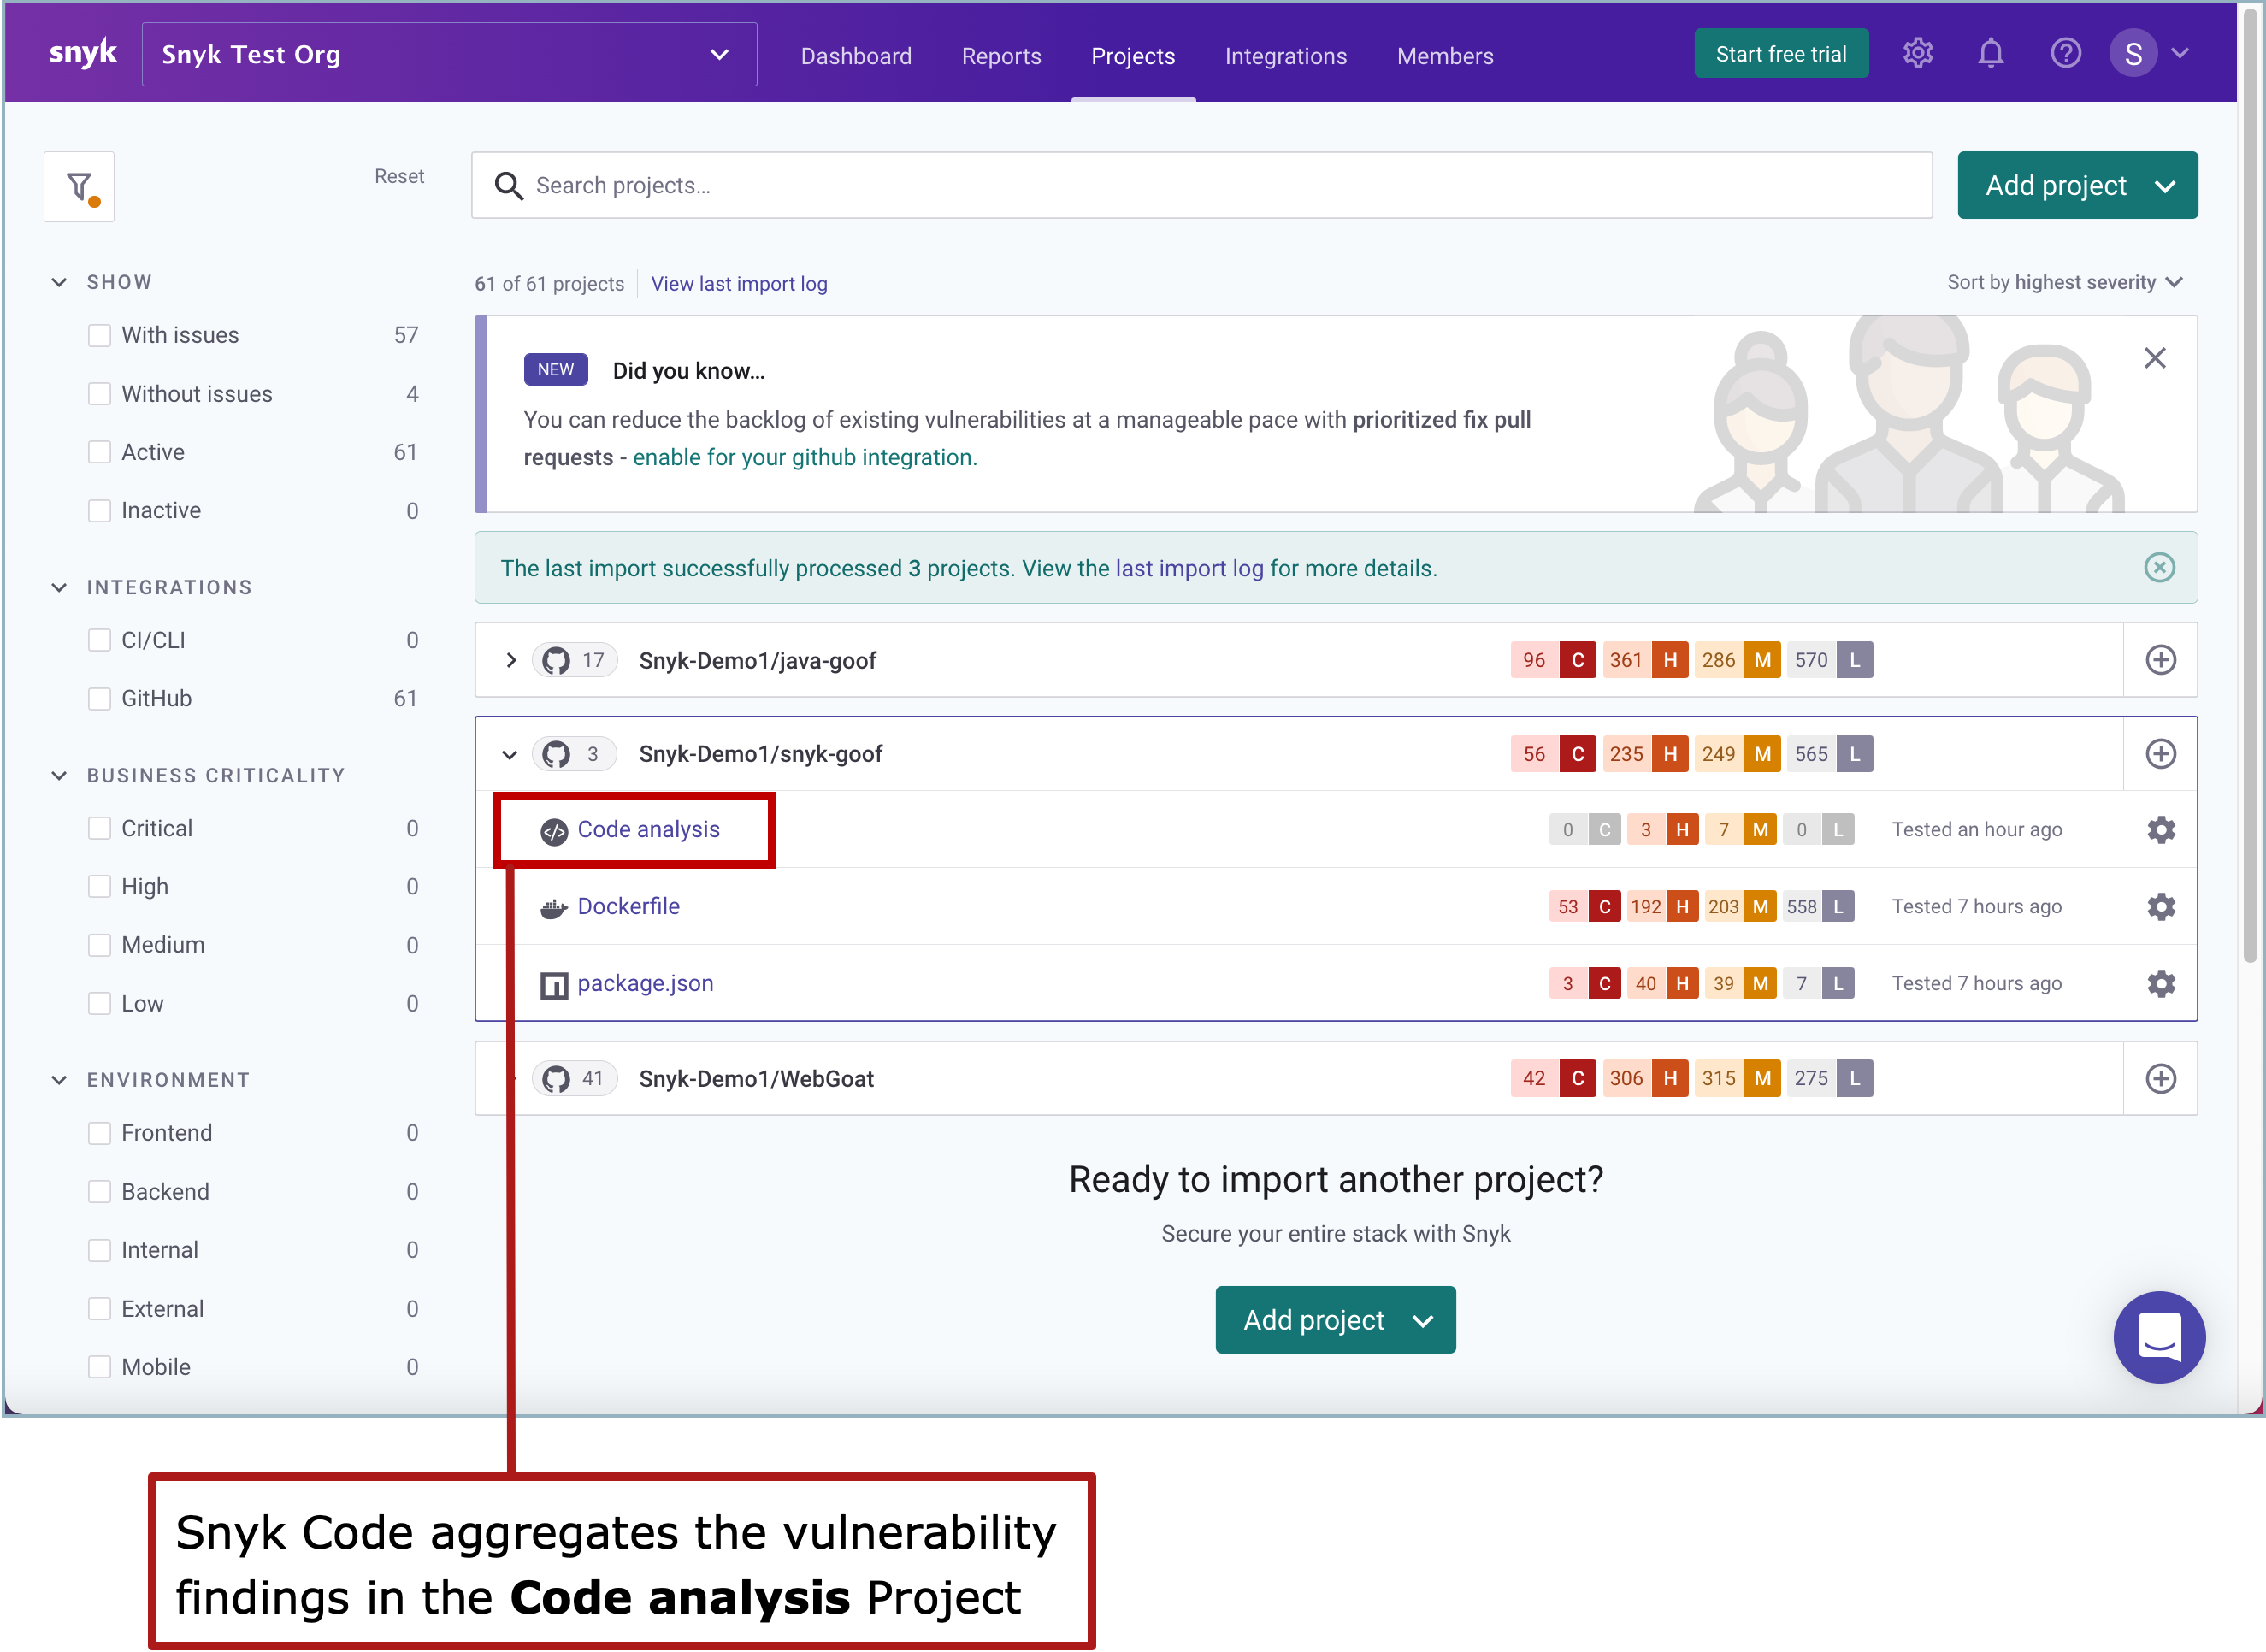 snyk
Snyk Test Org
Dashboard
Reports
Projects
Integrations
Members
Start free trial
S
Reset
Search projects...
Add project
SHOW
With issues 57
Without issues 4
Active 61
Inactive 0
INTEGRATIONS
CI/CLI 0
GitHub 61
BUSINESS CRITICALITY
Critical 0
High 0
Medium 0
Low 0
ENVIRONMENT
Frontend 0
Backend 0
Internal 0
External 0
Mobile 0
61 of 61 projects
View last import log
Sort by highest severity
NEW Did you know...
You can reduce the backlog of existing vulnerabilities at a manageable pace with prioritized fix pull
requests - enable for your github integration.
The last import successfully processed 3 projects. View the last import log for more details.
17 Snyk-Demo1/java-goof 96 C 361 H 286 M 570 L
3 Snyk-Demo1/snyk-goof 56 C 235 H 249 M 565 L
Code analysis 0 C 3 H 7 M 0 L Tested an hour ago
Dockerfile 53 C 192 H 203 M 558 L Tested 7 hours ago
package.json 3 C 40 H 39 M 7 L Tested 7 hours ago
41 Snyk-Demo1/WebGoat 42 C 306 H 315 M 275 L
Ready to import another project?
Secure your entire stack with Snyk
Add project
Snyk Code aggregates the vulnerability
findings in the Code analysis Project